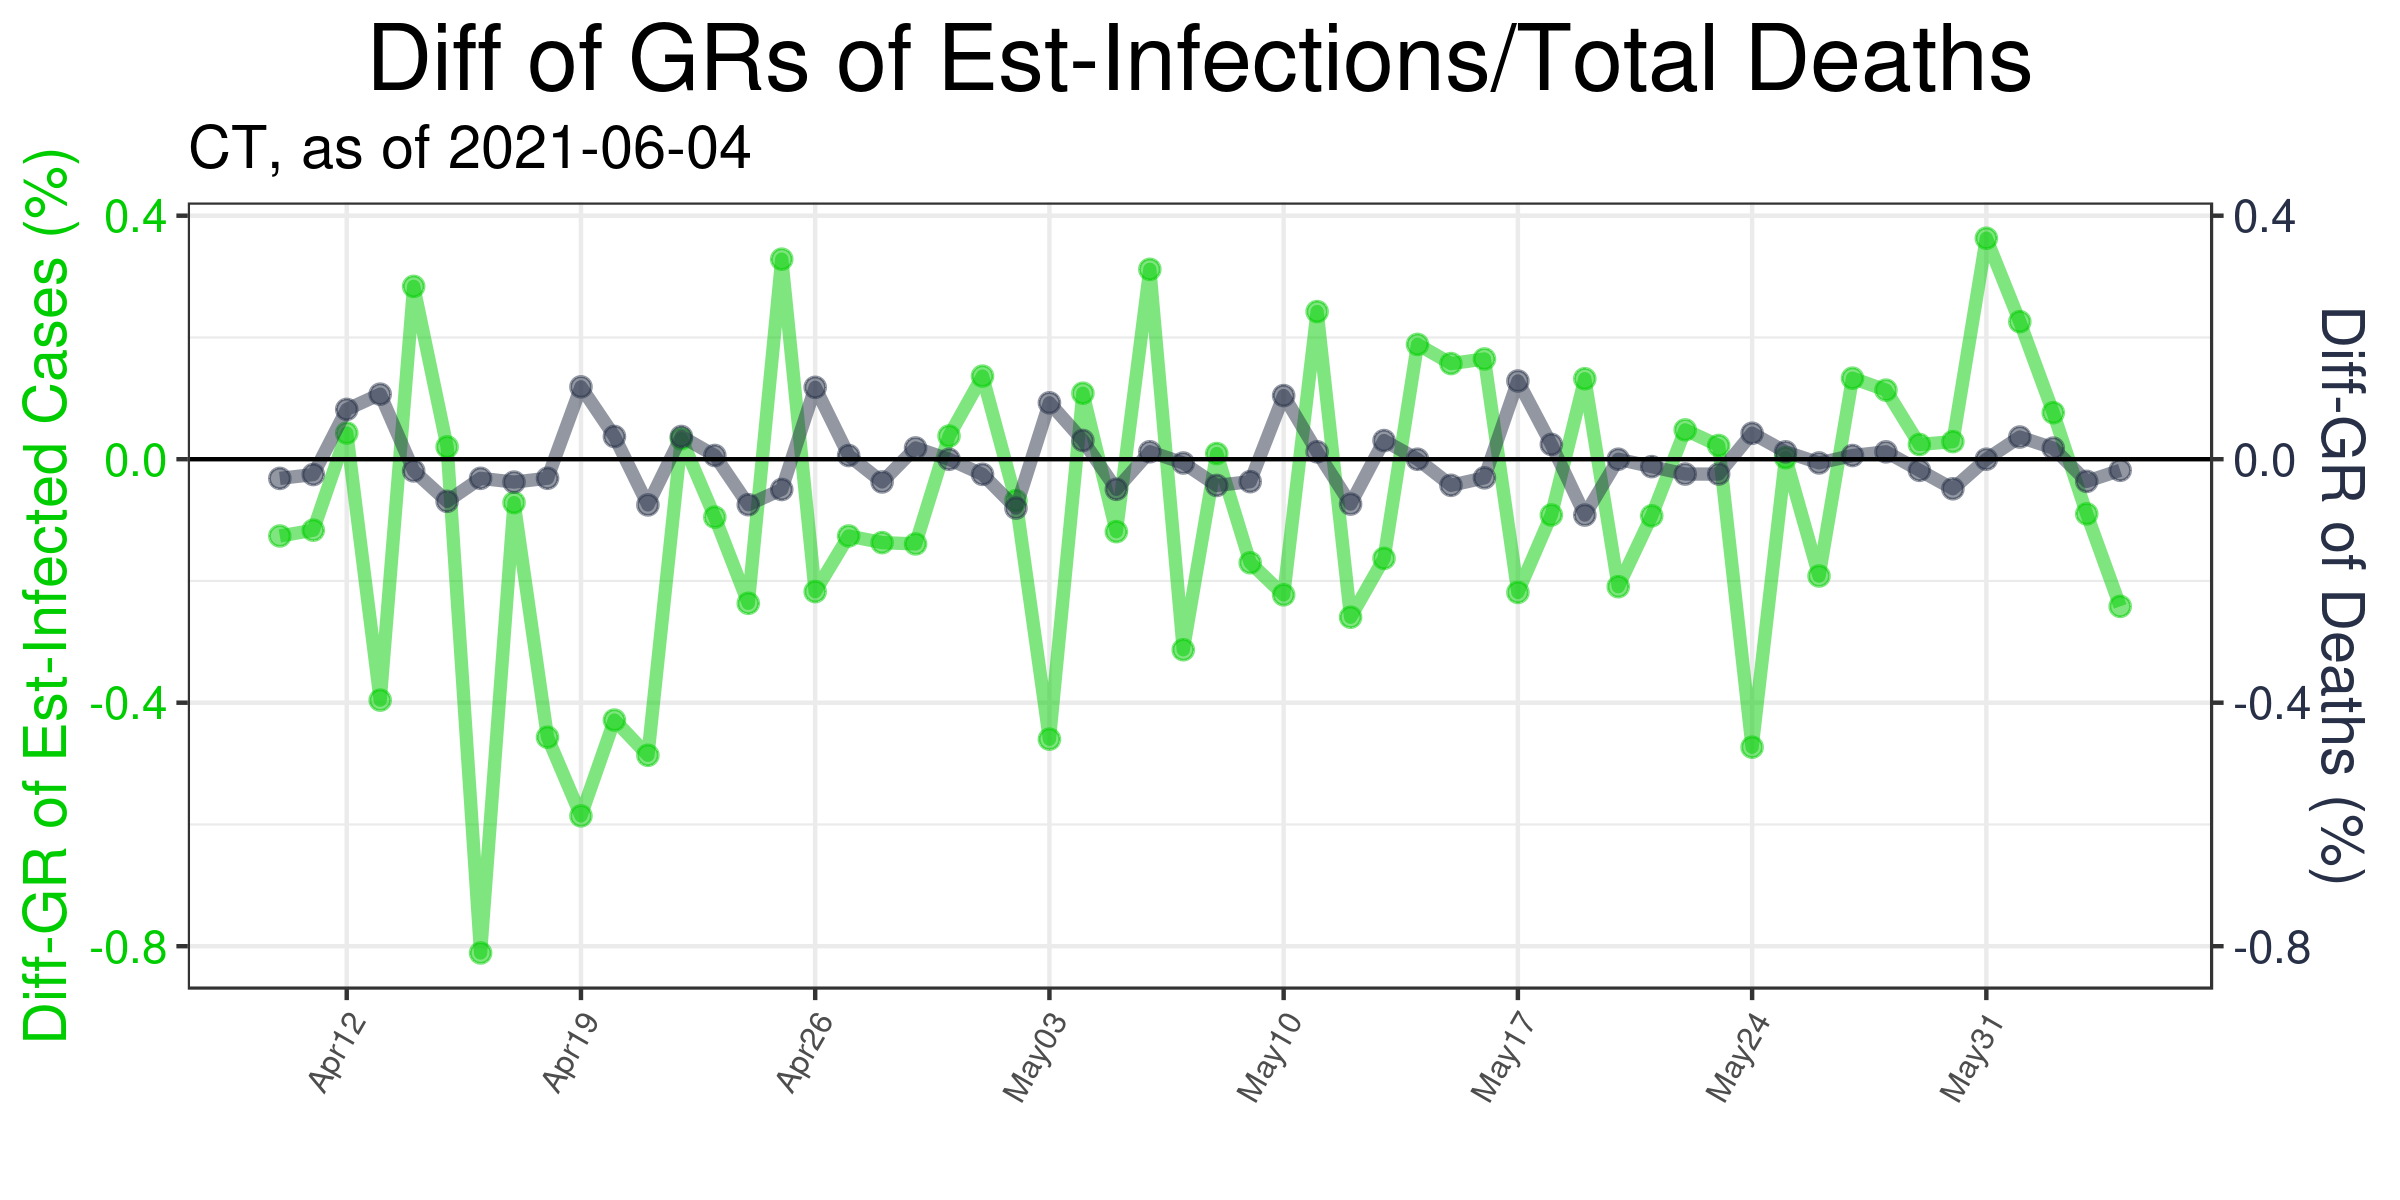 Diff of GRs of Est-Infections/Total Deaths
CT, as of 2021-06-04
Diff-GR of Est-Infected Cases (%)
0.4
0.0
-0.4
-0.8
0.4
0.0
-0.4
-0.8
Diff-GR of Deaths (%)
Apr12
Apr19
Apr26
May03
May10
May17
May24
May31